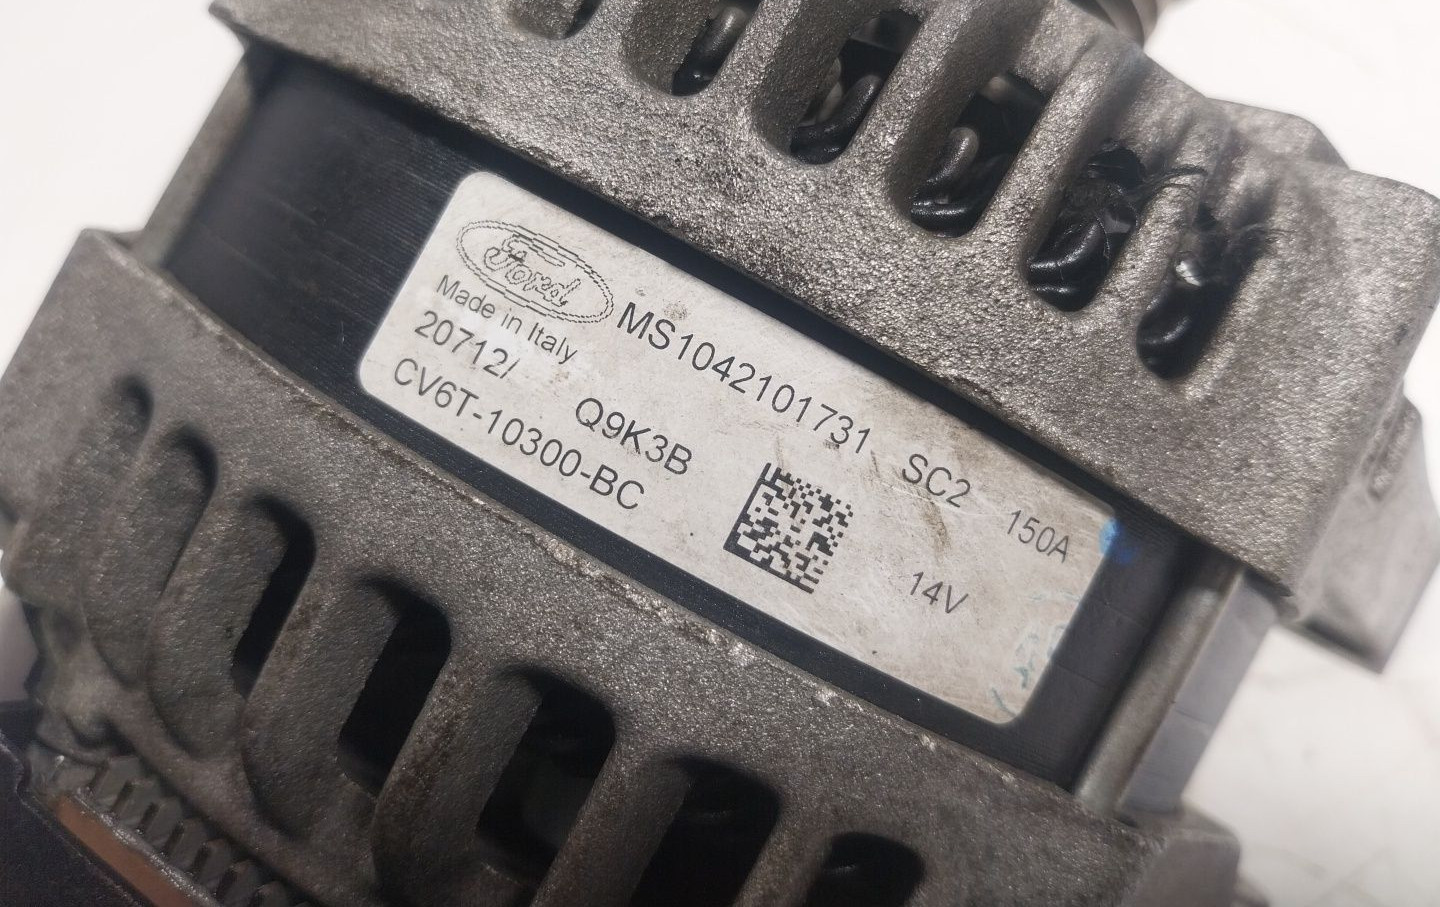 Ford
Made in Italy
MS1042101731 SC2 150A
20712/ Q9K3B 14V
CV6T-10300-BC